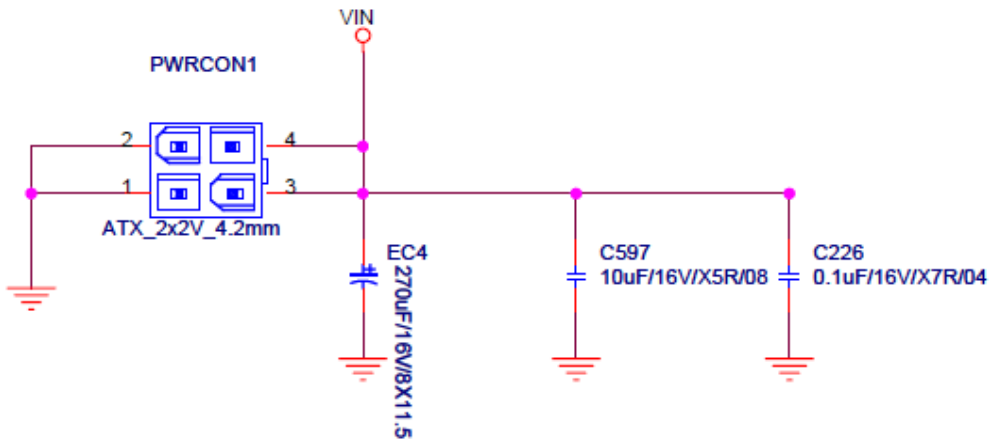 VIN
PWRCON1
2
4
1
3
ATX_2x2V_4.2mm
EC4
270uF/16V/8X11.5
C597
10uF/16V/X5R/08
C226
0.1uF/16V/X7R/04